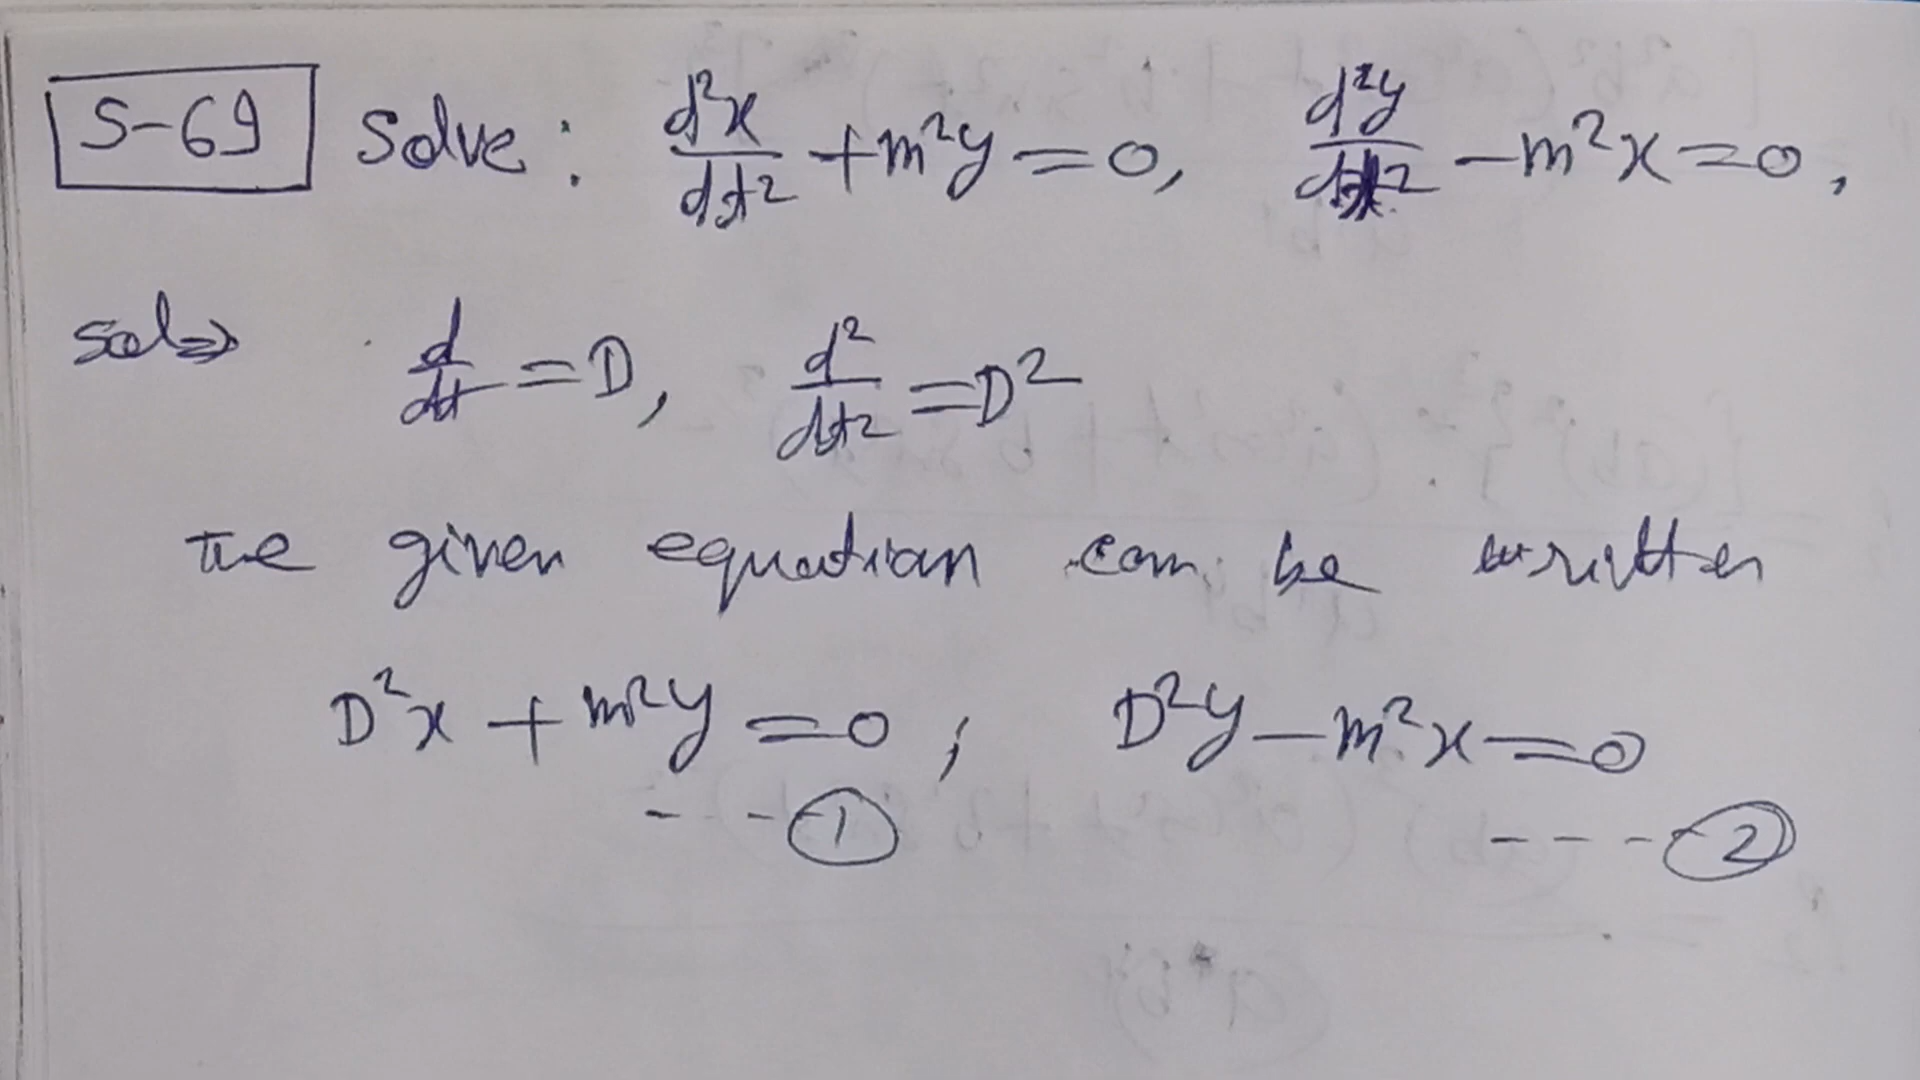 S-69 Solve: d²x/dt² + m²y = 0, d²y/dt² - m²x = 0,
sol⇒ d/dt = D, d²/dt² = D²
The given equation can be written
D²x + m²y = 0 ; D²y - m²x = 0
- - - ① - - - - ②